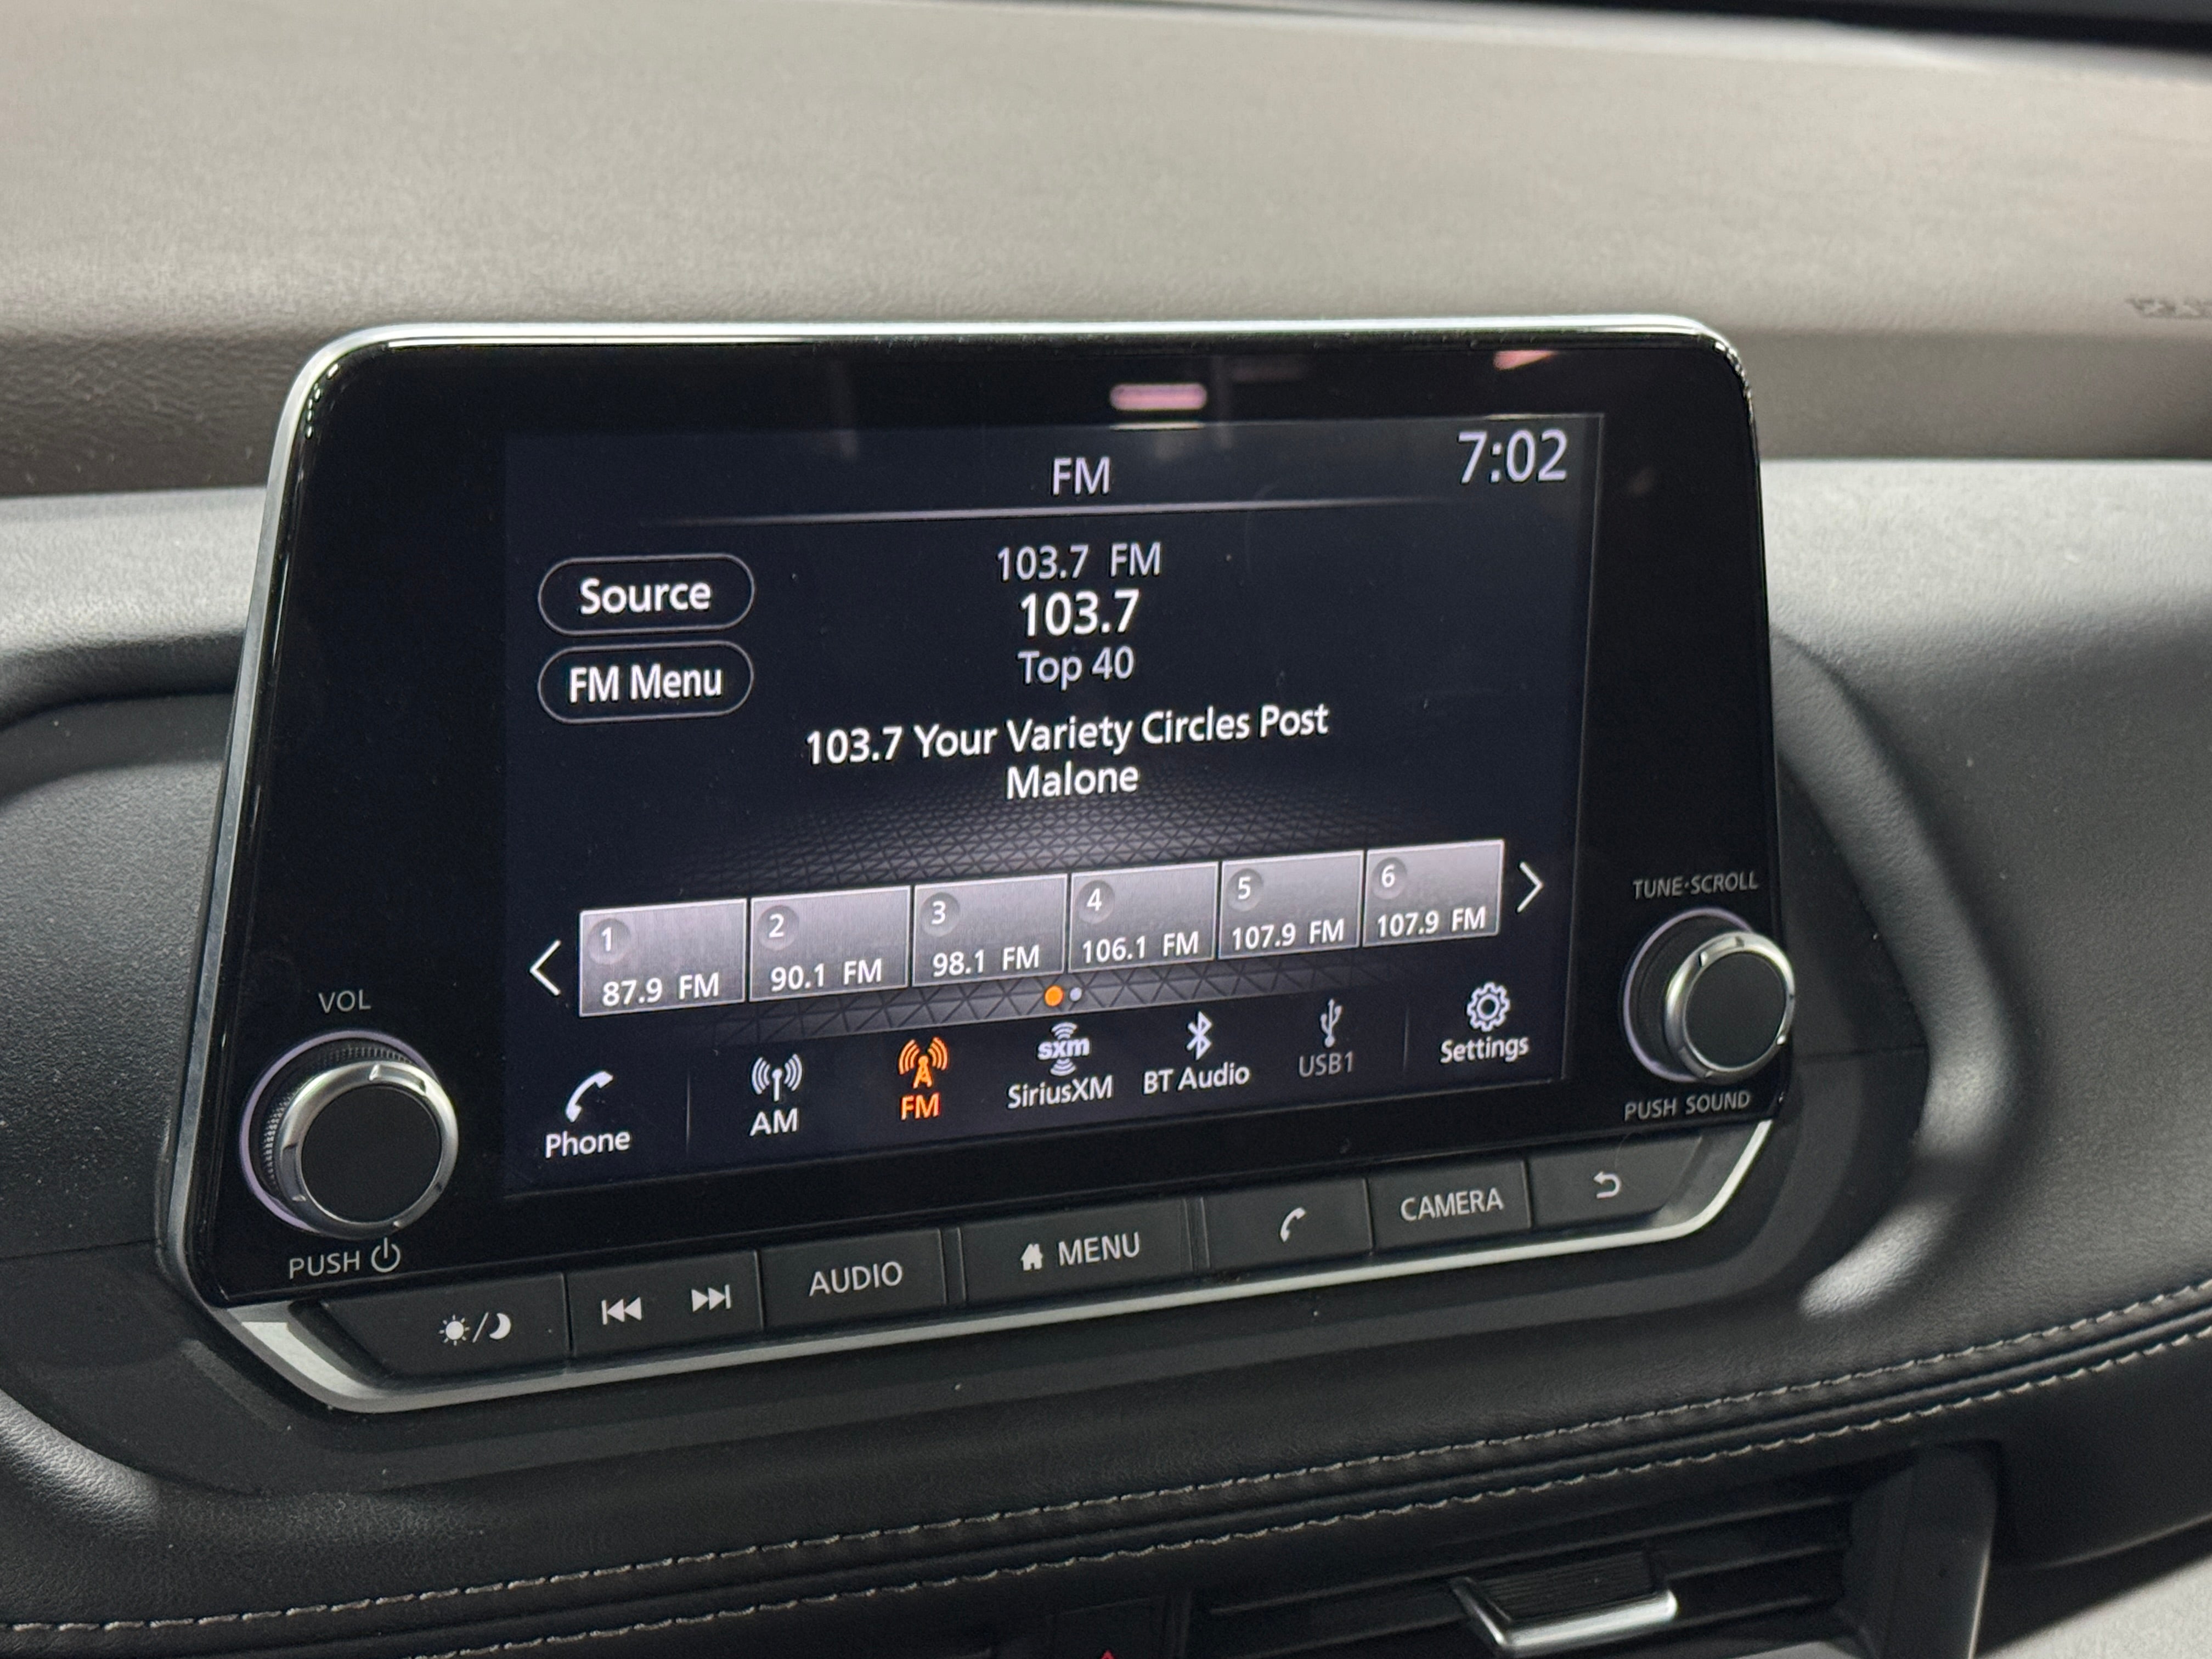 FM
7:02
103.7 FM
103.7
Top 40
Source
FM Menu
103.7 Your Variety Circles Post
Malone
1
87.9 FM
2
90.1 FM
3
98.1 FM
4
106.1 FM
5
107.9 FM
6
107.9 FM
Phone
AM
FM
sxm
SiriusXM
BT Audio
USB1
Settings
VOL
PUSH
TUNE·SCROLL
PUSH SOUND
AUDIO
MENU
CAMERA